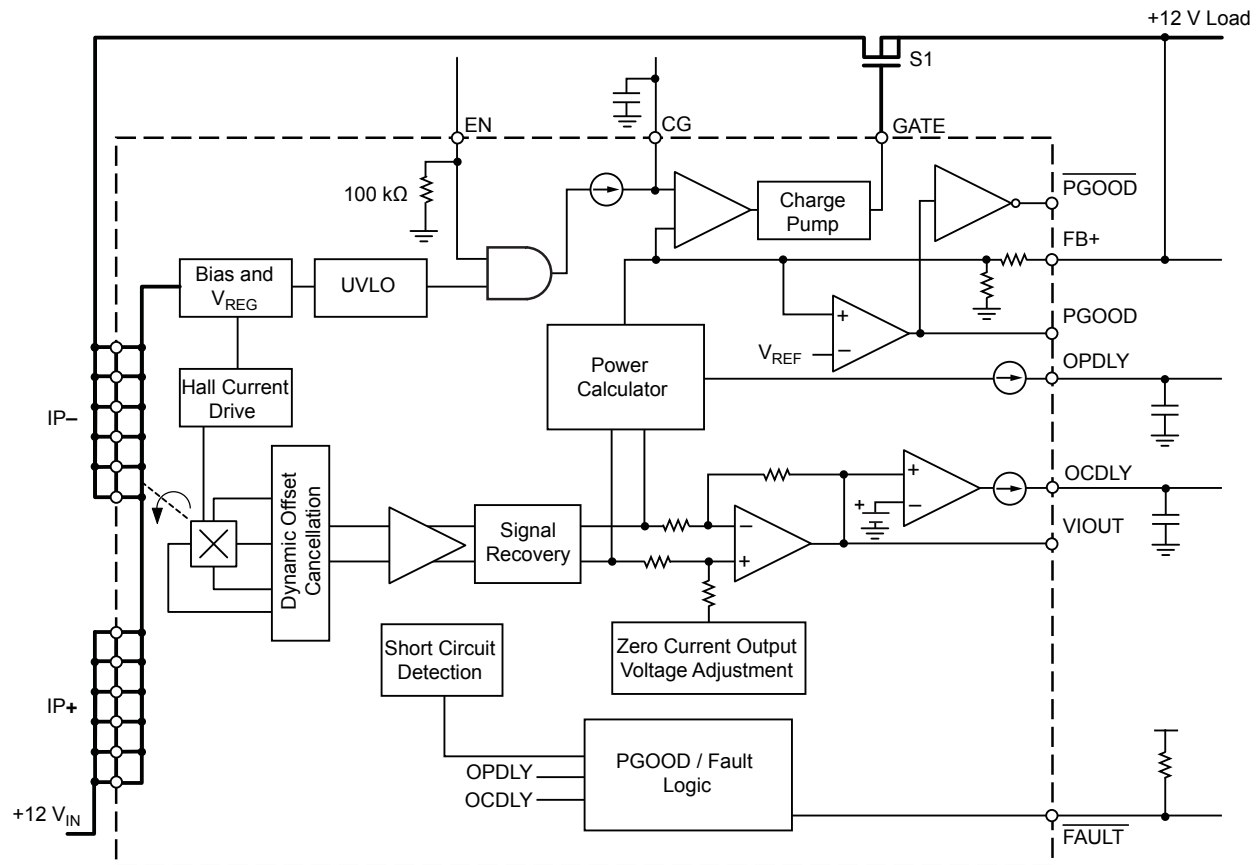 +12 V Load
S1
EN
CG
GATE
100 kΩ
Charge
Pump
PGOOD
FB+
Bias and
VREG
UVLO
PGOOD
VREF
+
−
Power
Calculator
OPDLY
Hall Current
Drive
IP−
Dynamic Offset
Cancellation
Signal
Recovery
−
+
+
−
+
OCDLY
VIOUT
Short Circuit
Detection
Zero Current Output
Voltage Adjustment
IP+
OPDLY
OCDLY
PGOOD / Fault
Logic
+12 VIN
FAULT